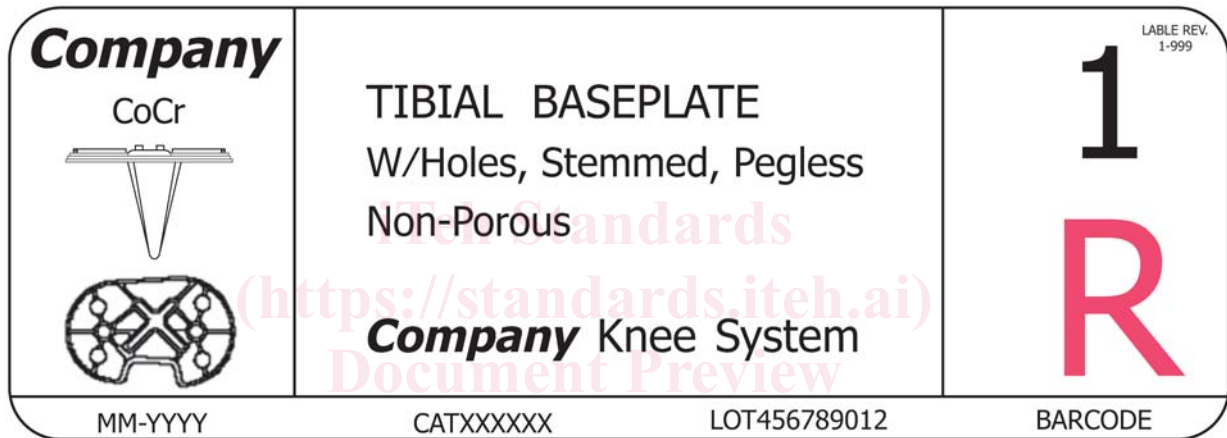 Company
CoCr
TIBIAL BASEPLATE
W/Holes, Stemmed, Pegless
Non-Porous
Company Knee System
1
LABLE REV.
1-999
R
MM-YYYY
CATXXXXXX
LOT456789012
BARCODE
iTeh Standards
(https://standards.iteh.ai)
Document Preview